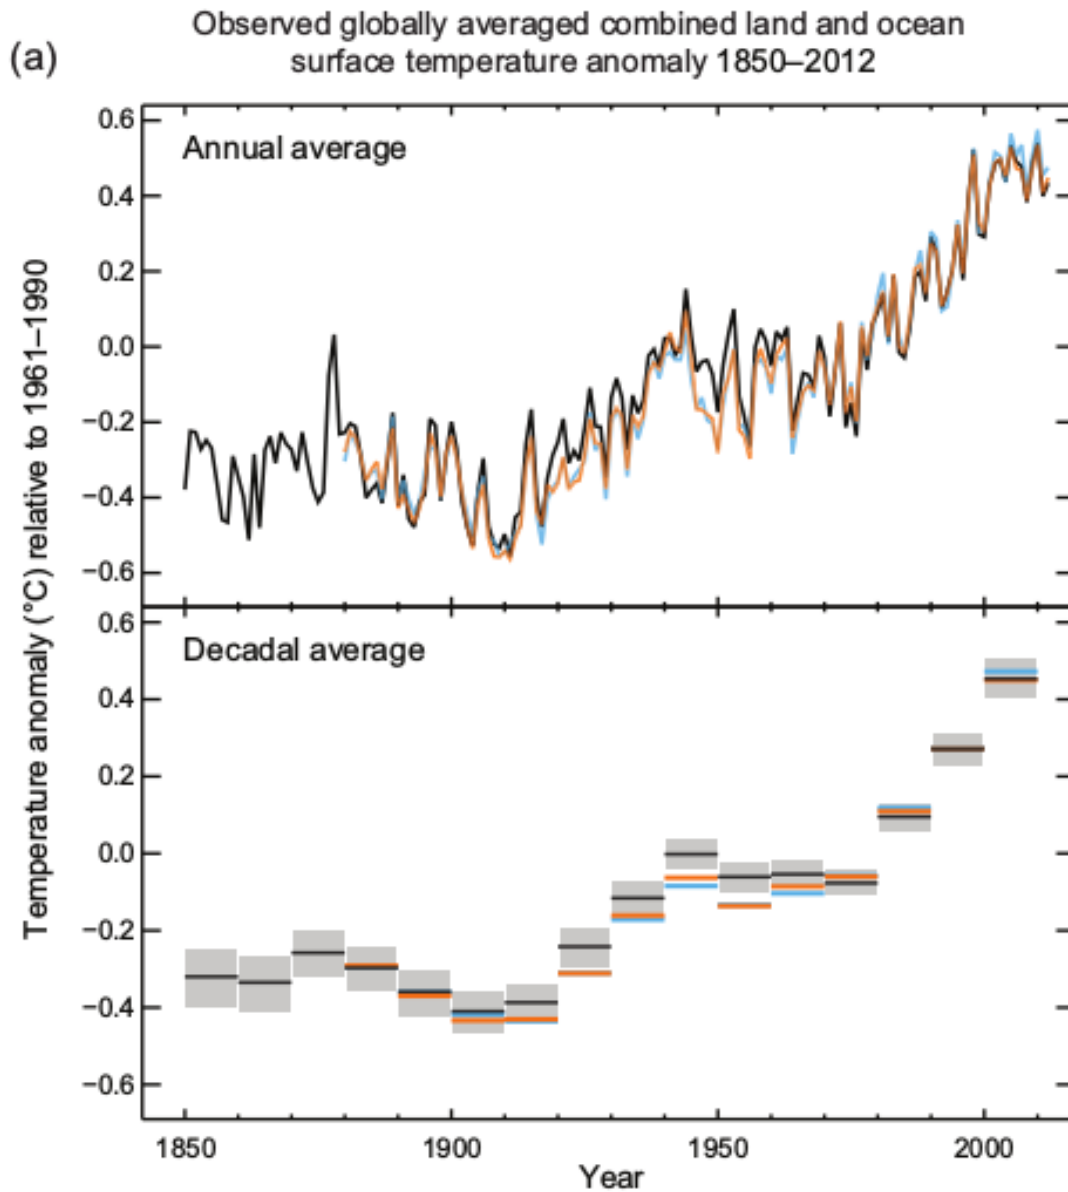 (a)
Observed globally averaged combined land and ocean
surface temperature anomaly 1850–2012
Temperature anomaly (°C) relative to 1961–1990
Annual average
0.6
0.4
0.2
0.0
−0.2
−0.4
−0.6
Decadal average
0.6
0.4
0.2
0.0
−0.2
−0.4
−0.6
1850 1900 1950 2000
Year